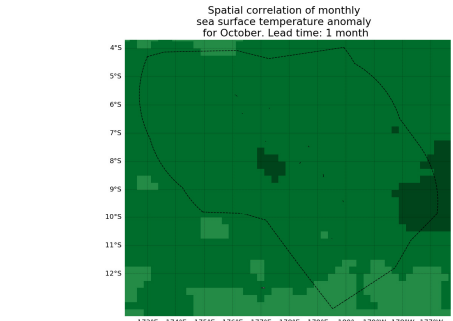 Spatial correlation of monthly
sea surface temperature anomaly
for October. Lead time: 1 month
4°S
5°S
6°S
7°S
8°S
9°S
10°S
11°S
12°S